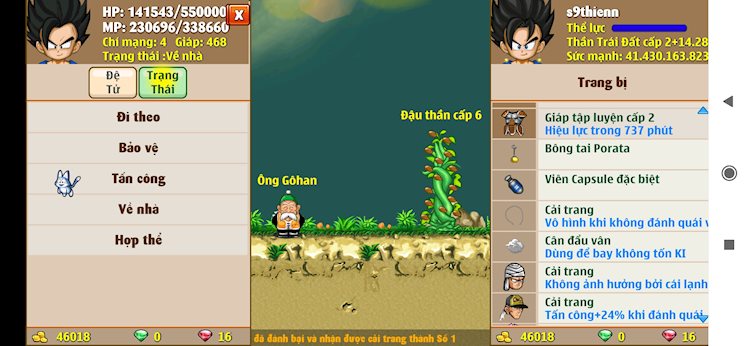 HP: 141543/550000
MP: 230696/338660
Chí mạng: 4 Giáp: 468
Trạng thái :Về nhà
X
Đệ Tử
Trạng Thái
Đi theo
Bảo vệ
Tấn công
Về nhà
Hợp thể
46018 0 16
Đậu thần cấp 6
Ông Gôhan
đã đánh bại và nhận được cải trang thành Số 1
s9thienn
Thể lực
Thần Trái Đất cấp 2+14.28
Sức mạnh: 41.430.163.823
Trang bị
Giáp tập luyện cấp 2
Hiệu lực trong 737 phút
Bông tai Porata
Viên Capsule đặc biệt
Cải trang
Vô hình khi không đánh quái v
Cân đẩu vân
Dùng để bay không tốn KI
Cải trang
Không ảnh hưởng bởi cái lạnh
Cải trang
Tấn công+24% khi đánh quái
46018 0 16